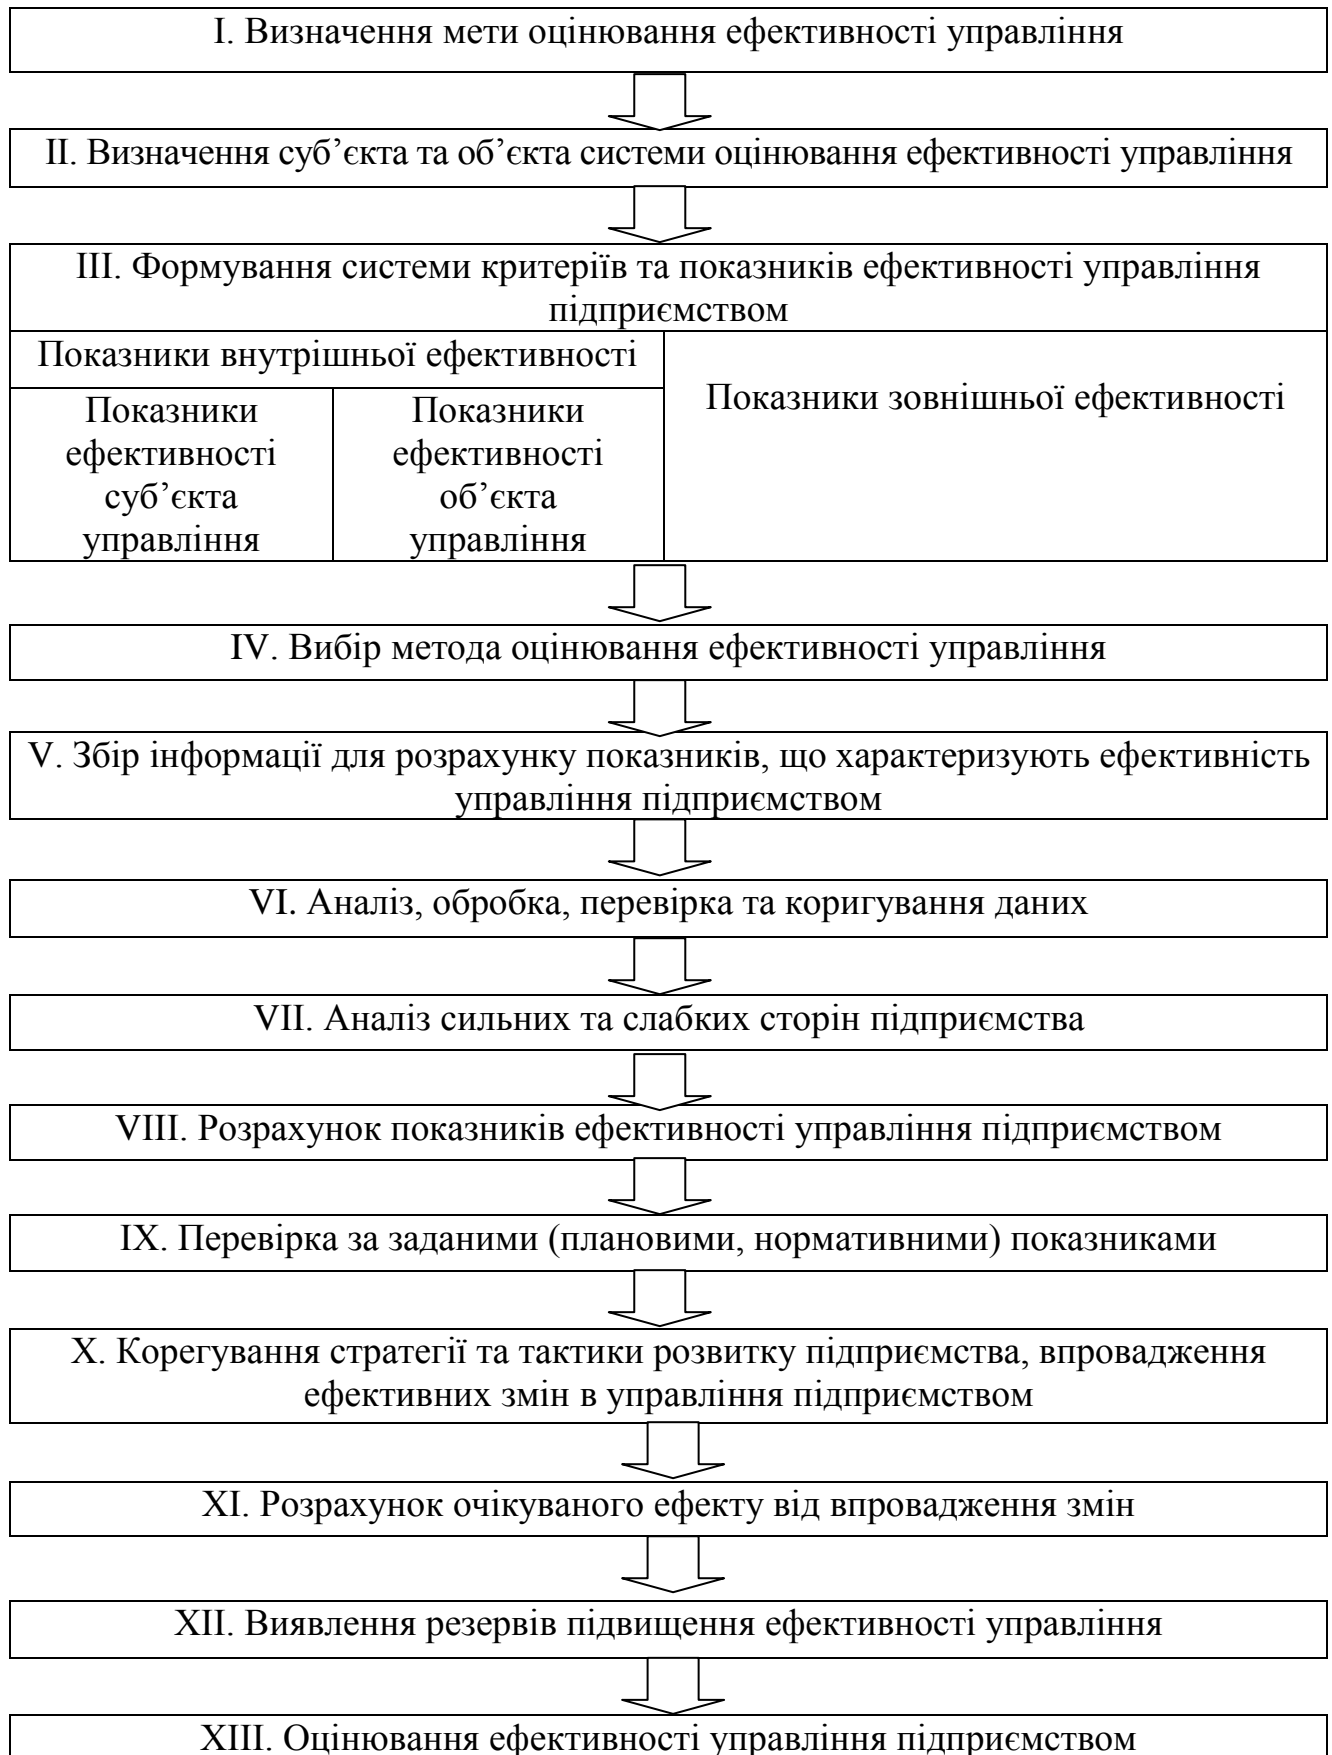 I. Визначення мети оцінювання ефективності управління
II. Визначення суб’єкта та об’єкта системи оцінювання ефективності управління
III. Формування системи критеріїв та показників ефективності управління
підприємством
Показники внутрішньої ефективності
Показники
ефективності
суб’єкта
управління
Показники
ефективності
об’єкта
управління
Показники зовнішньої ефективності
IV. Вибір метода оцінювання ефективності управління
V. Збір інформації для розрахунку показників, що характеризують ефективність
управління підприємством
VI. Аналіз, обробка, перевірка та коригування даних
VII. Аналіз сильних та слабких сторін підприємства
VIII. Розрахунок показників ефективності управління підприємством
IX. Перевірка за заданими (плановими, нормативними) показниками
X. Корегування стратегії та тактики розвитку підприємства, впровадження
ефективних змін в управління підприємством
XI. Розрахунок очікуваного ефекту від впровадження змін
XII. Виявлення резервів підвищення ефективності управління
XIII. Оцінювання ефективності управління підприємством